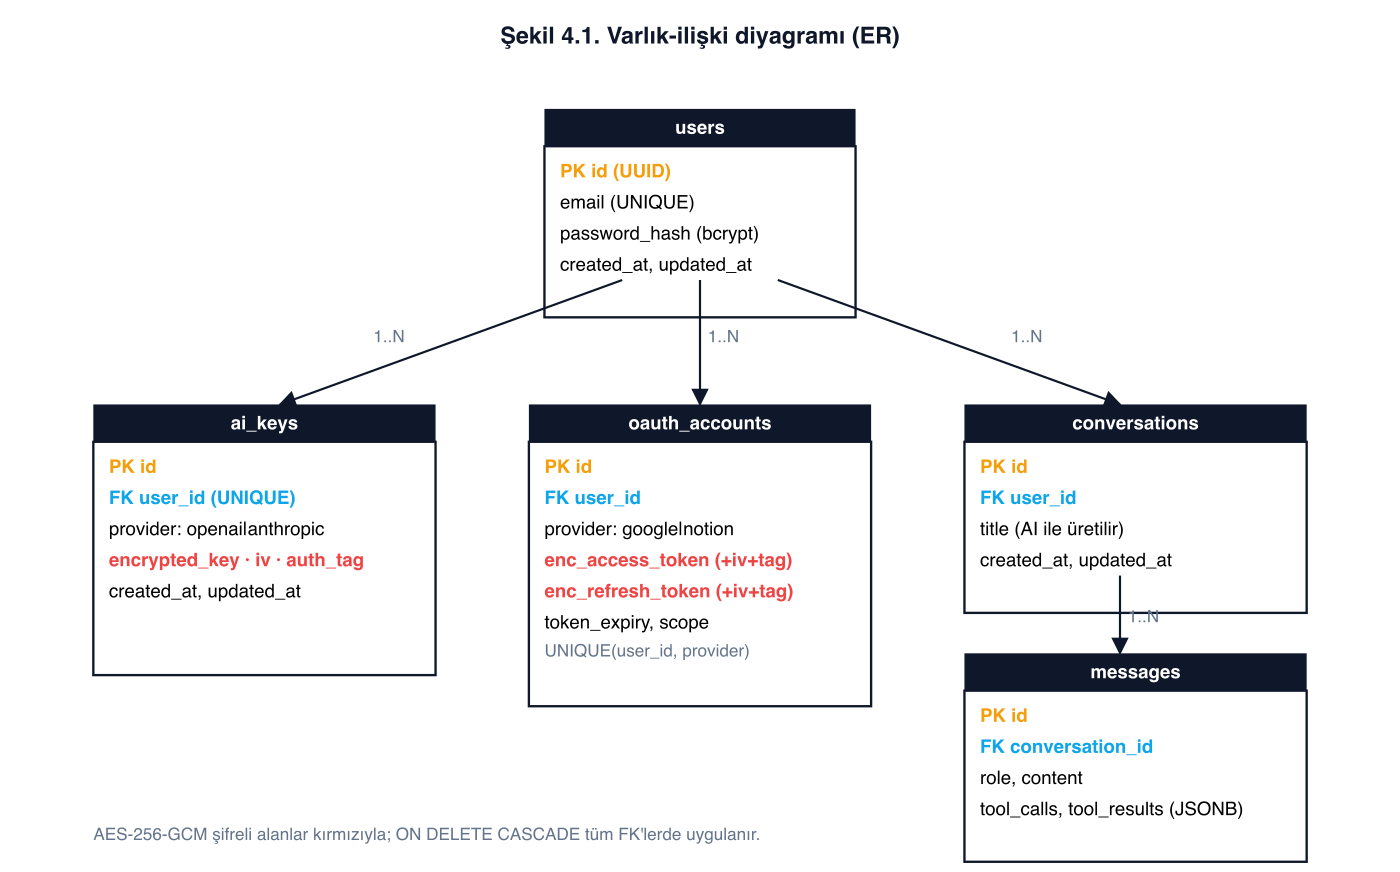 Şekil 4.1. Varlık-ilişki diyagramı (ER)
users
PK id (UUID)
email (UNIQUE)
password_hash (bcrypt)
created_at, updated_at
1..N
1..N
1..N
ai_keys
PK id
FK user_id (UNIQUE)
provider: openai|anthropic
encrypted_key · iv · auth_tag
created_at, updated_at
oauth_accounts
PK id
FK user_id
provider: google|notion
enc_access_token (+iv+tag)
enc_refresh_token (+iv+tag)
token_expiry, scope
UNIQUE(user_id, provider)
conversations
PK id
FK user_id
title (AI ile üretilir)
created_at, updated_at
1..N
messages
PK id
FK conversation_id
role, content
tool_calls, tool_results (JSONB)
AES-256-GCM şifreli alanlar kırmızıyla; ON DELETE CASCADE tüm FK'lerde uygulanır.